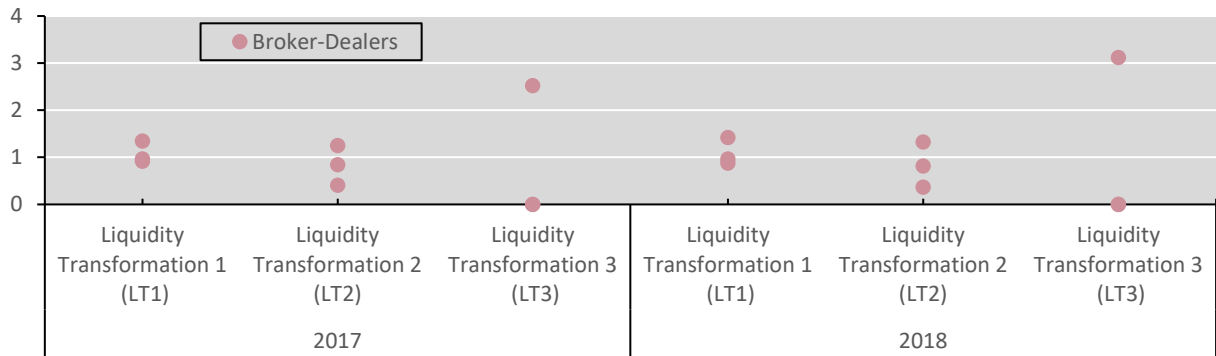 4
Broker-Dealers
3
2
1
0
Liquidity Liquidity Liquidity Liquidity Liquidity Liquidity
Transformation 1 Transformation 2 Transformation 3 Transformation 1 Transformation 2 Transformation 3
(LT1) (LT2) (LT3) (LT1) (LT2) (LT3)
2017 2018